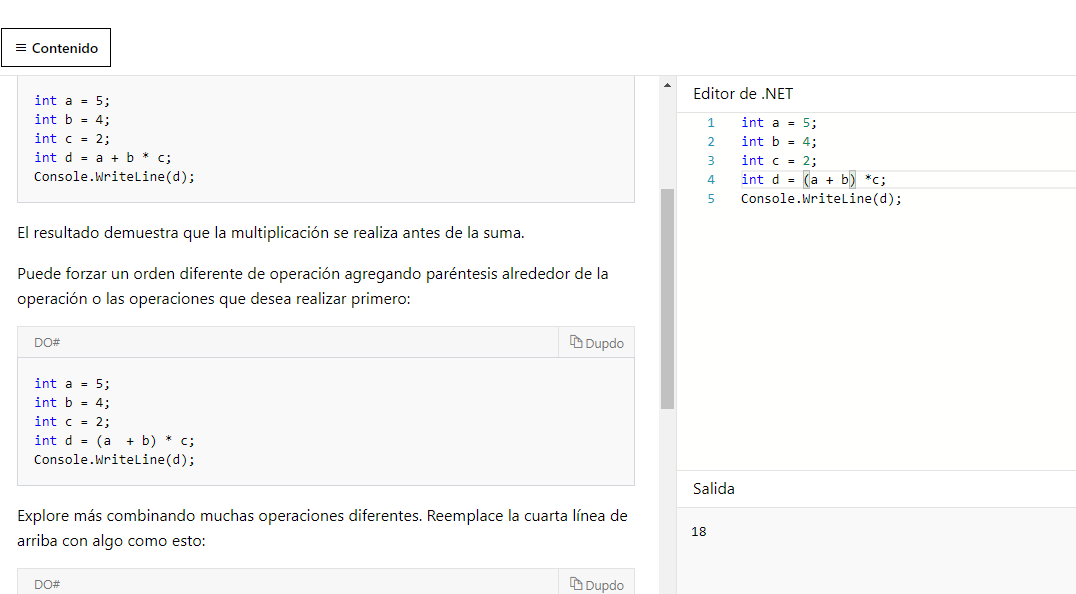 ≡ Contenido
int a = 5;
int b = 4;
int c = 2;
int d = a + b * c;
Console.WriteLine(d);
El resultado demuestra que la multiplicación se realiza antes de la suma.
Puede forzar un orden diferente de operación agregando paréntesis alrededor de la
operación o las operaciones que desea realizar primero:
DO#
Dupdo
int a = 5;
int b = 4;
int c = 2;
int d = (a  + b) * c;
Console.WriteLine(d);
Explore más combinando muchas operaciones diferentes. Reemplace la cuarta línea de
arriba con algo como esto:
DO#
Dupdo
Editor de .NET
1 int a = 5;
2 int b = 4;
3 int c = 2;
4 int d = (a + b) *c;
5 Console.WriteLine(d);
Salida
18